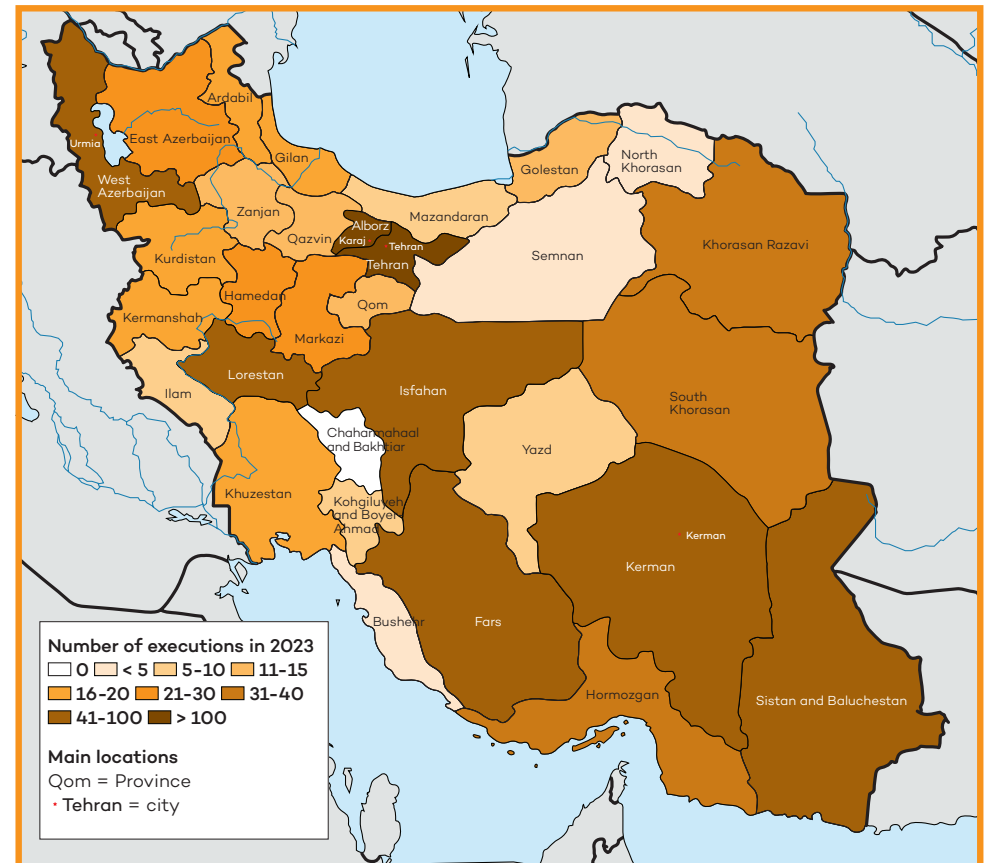 Ardabil
East Azerbaijan
Urmia
West
Azerbaijan
Gilan
Golestan
North
Khorasan
Zanjan
Mazandaran
Alborz
Karaj
Tehran
Tehran
Qazvin
Khorasan Razavi
Kurdistan
Semnan
Hamedan
Qom
Kermanshah
Markazi
Lorestan
Ilam
Isfahan
South
Khorasan
Chaharmahaal
and Bakhtiar
Yazd
Khuzestan
Kohgiluyeh
and Boyer-
Ahmad
Kerman
Kerman
Bushehr
Fars
Hormozgan
Sistan and Baluchestan
Number of executions in 2023
0 < 5 5-10 11-15
16-20 21-30 31-40
41-100 > 100
Main locations
Qom = Province
· Tehran = city